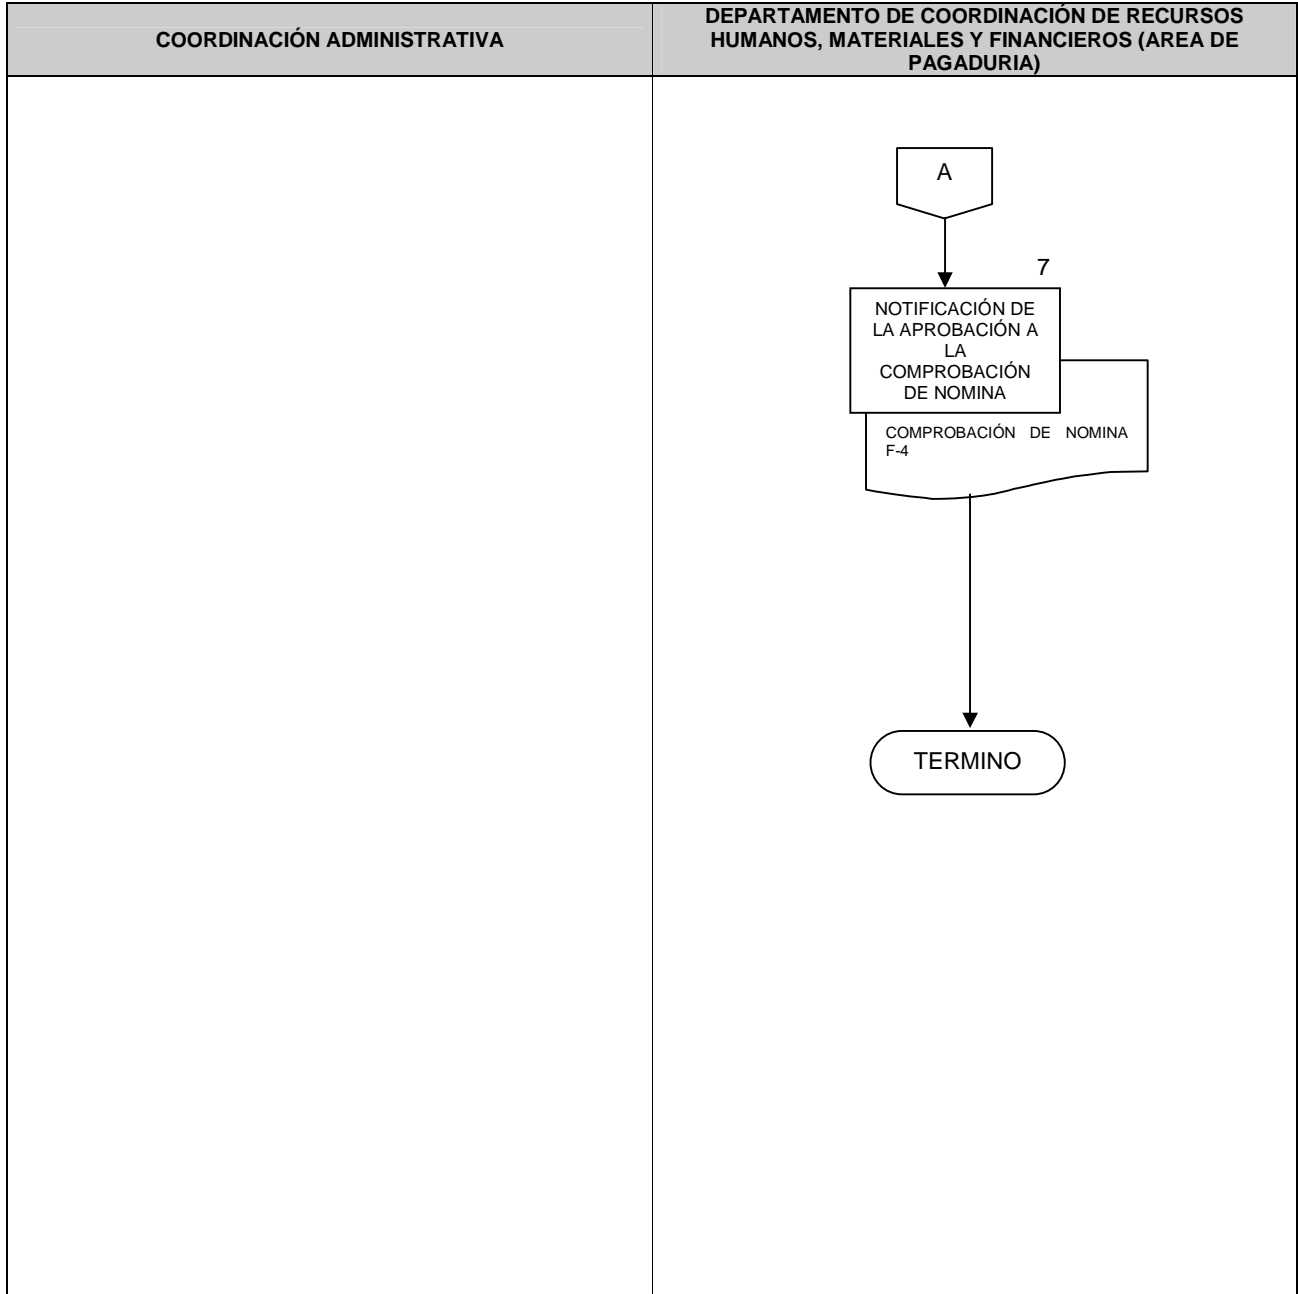 COORDINACIÓN ADMINISTRATIVA
DEPARTAMENTO DE COORDINACIÓN DE RECURSOS
HUMANOS, MATERIALES Y FINANCIEROS (AREA DE
PAGADURIA)
A
7
NOTIFICACIÓN DE
LA APROBACIÓN A
LA
COMPROBACIÓN
DE NOMINA
COMPROBACIÓN DE NOMINA
F-4
TERMINO